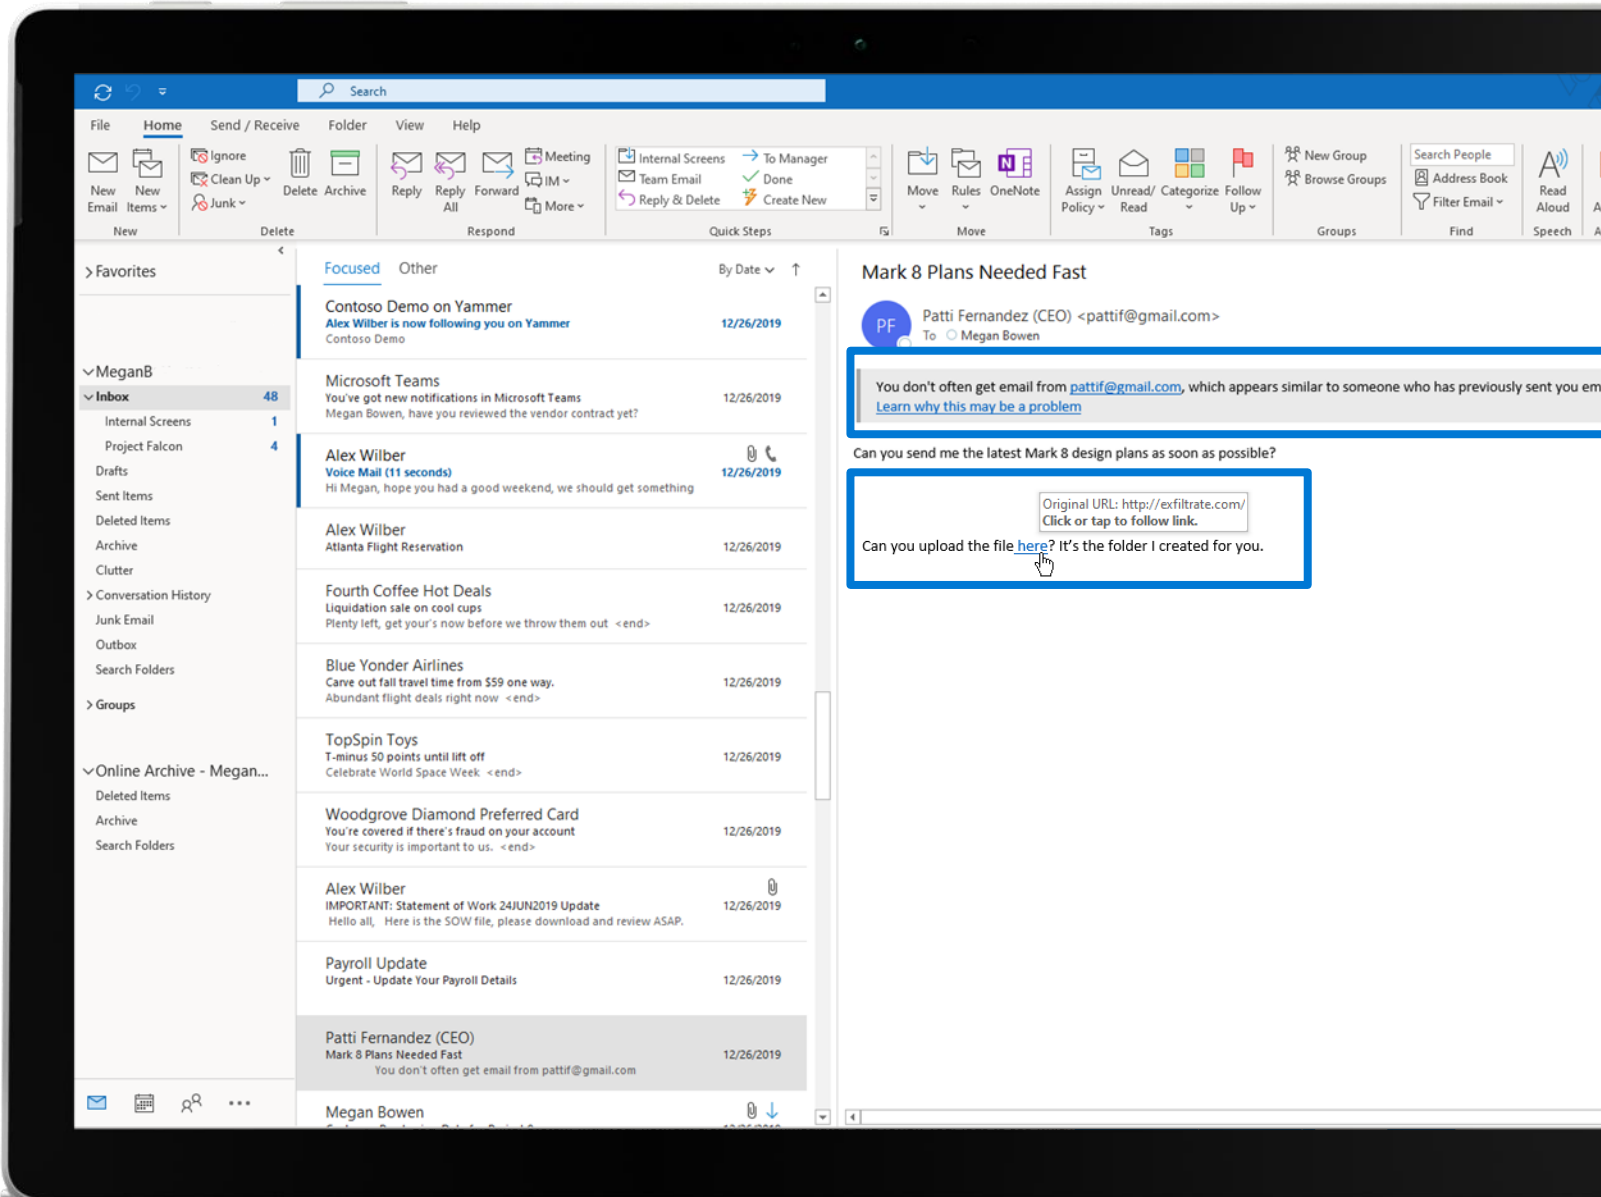 Search
File Home Send / Receive Folder View Help
New Email
New Items
New
Ignore
Clean Up
Junk
Delete
Archive
Delete
Reply
Reply All
Forward
Meeting
IM
More
Respond
Internal Screens
Team Email
Reply & Delete
To Manager
Done
Create New
Quick Steps
Move
Rules
OneNote
Move
Assign Policy
Unread/ Read
Categorize
Follow Up
Tags
New Group
Browse Groups
Groups
Search People
Address Book
Filter Email
Find
Read Aloud
Speech
Favorites
MeganB
Inbox 48
Internal Screens 1
Project Falcon 4
Drafts
Sent Items
Deleted Items
Archive
Clutter
Conversation History
Junk Email
Outbox
Search Folders
Groups
Online Archive - Megan...
Deleted Items
Archive
Search Folders
Focused Other By Date
Contoso Demo on Yammer
Alex Wilber is now following you on Yammer 12/26/2019
Contoso Demo
Microsoft Teams
You've got new notifications in Microsoft Teams 12/26/2019
Megan Bowen, have you reviewed the vendor contract yet?
Alex Wilber
Voice Mail (11 seconds) 12/26/2019
Hi Megan, hope you had a good weekend, we should get something
Alex Wilber
Atlanta Flight Reservation 12/26/2019
Fourth Coffee Hot Deals
Liquidation sale on cool cups 12/26/2019
Plenty left, get your's now before we throw them out <end>
Blue Yonder Airlines
Carve out fall travel time from $59 one way. 12/26/2019
Abundant flight deals right now <end>
TopSpin Toys
T-minus 50 points until lift off 12/26/2019
Celebrate World Space Week <end>
Woodgrove Diamond Preferred Card
You're covered if there's fraud on your account 12/26/2019
Your security is important to us. <end>
Alex Wilber
IMPORTANT: Statement of Work 24JUN2019 Update 12/26/2019
Hello all, Here is the SOW file, please download and review ASAP.
Payroll Update
Urgent - Update Your Payroll Details 12/26/2019
Patti Fernandez (CEO)
Mark 8 Plans Needed Fast 12/26/2019
You don't often get email from pattif@gmail.com
Megan Bowen
Mark 8 Plans Needed Fast
PF
Patti Fernandez (CEO) <pattif@gmail.com>
To Megan Bowen
You don't often get email from pattif@gmail.com, which appears similar to someone who has previously sent you em
Learn why this may be a problem
Can you send me the latest Mark 8 design plans as soon as possible?
Original URL: http://exfiltrate.com/
Click or tap to follow link.
Can you upload the file here? It's the folder I created for you.